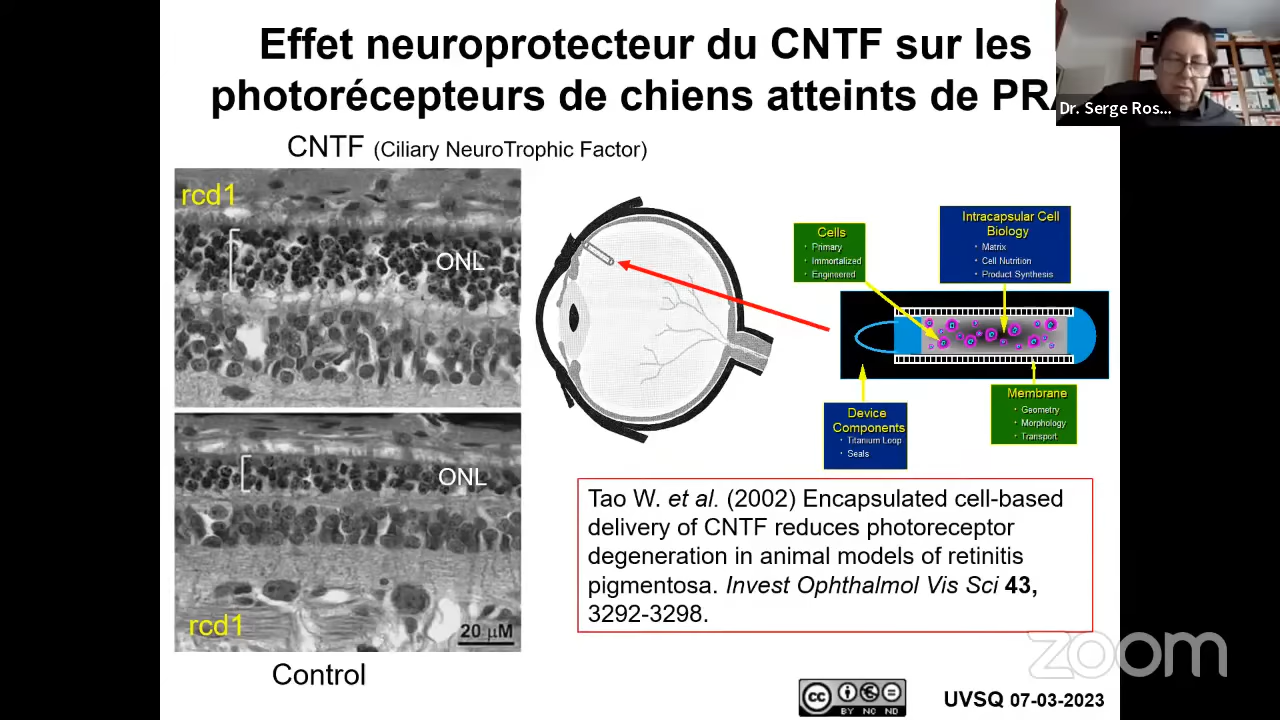 Effet neuroprotecteur du CNTF sur les
photorécepteurs de chiens atteints de PRA
Dr. Serge Ros...
CNTF (Ciliary NeuroTrophic Factor)
rcd1
ONL
ONL
rcd1
20 µM
Control
Cells
• Primary
• Immortalized
• Engineered
Intracapsular Cell
Biology
• Matrix
• Cell Nutrition
• Product Synthesis
Device
Components
• Titanium Loop
• Seals
Membrane
• Geometry
• Morphology
• Transport
Tao W. et al. (2002) Encapsulated cell-based
delivery of CNTF reduces photoreceptor
degeneration in animal models of retinitis
pigmentosa. Invest Ophthalmol Vis Sci 43,
3292-3298.
zoom
cc
BY NC ND
UVSQ 07-03-2023